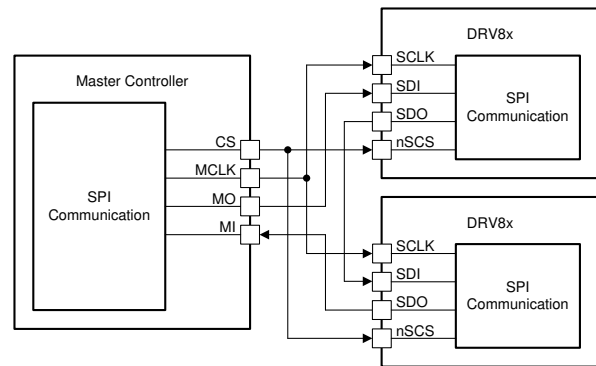 Master Controller
SPI
Communication
CS
MCLK
MO
MI
DRV8x
SCLK
SDI
SDO
nSCS
SPI
Communication
DRV8x
SCLK
SDI
SDO
nSCS
SPI
Communication